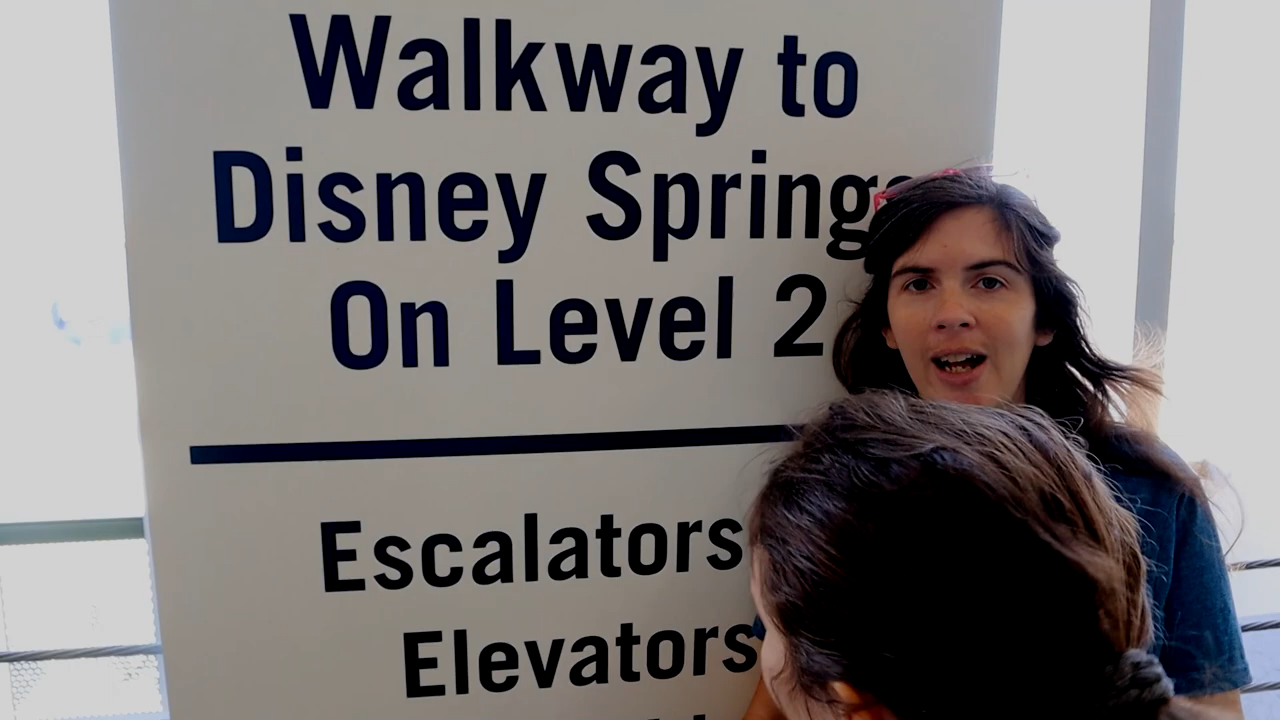 Walkway to
Disney Springs
On Level 2
Escalators
Elevators